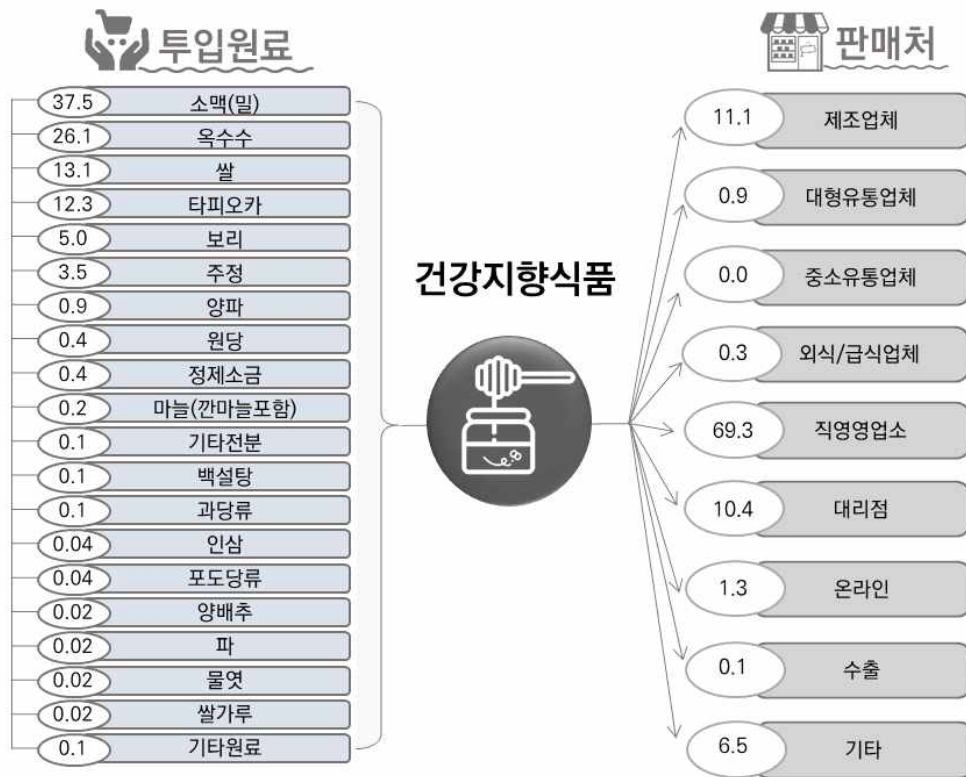 투입원료
37.5 소맥(밀)
26.1 옥수수
13.1 쌀
12.3 타피오카
5.0 보리
3.5 주정
0.9 양파
0.4 원당
0.4 정제소금
0.2 마늘(깐마늘포함)
0.1 기타전분
0.1 백설탕
0.1 과당류
0.04 인삼
0.04 포도당류
0.02 양배추
0.02 파
0.02 물엿
0.02 쌀가루
0.1 기타원료
건강지향식품
판매처
11.1 제조업체
0.9 대형유통업체
0.0 중소유통업체
0.3 외식/급식업체
69.3 직영영업소
10.4 대리점
1.3 온라인
0.1 수출
6.5 기타